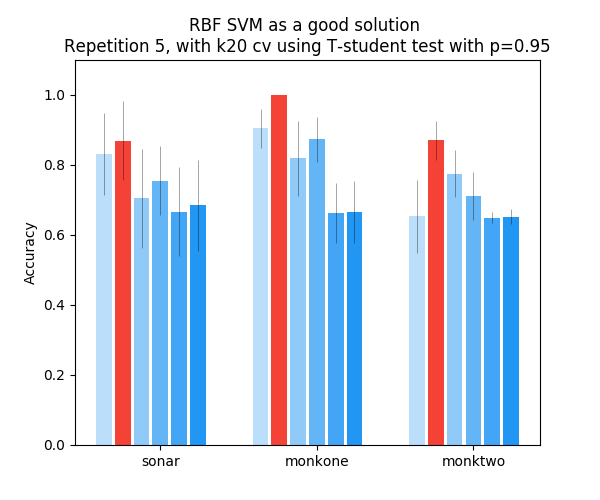 RBF SVM as a good solution
Repetition 5, with k20 cv using T-student test with p=0.95
1.0
0.8
0.6
0.4
0.2
0.0
Accuracy
sonar
monkone
monktwo